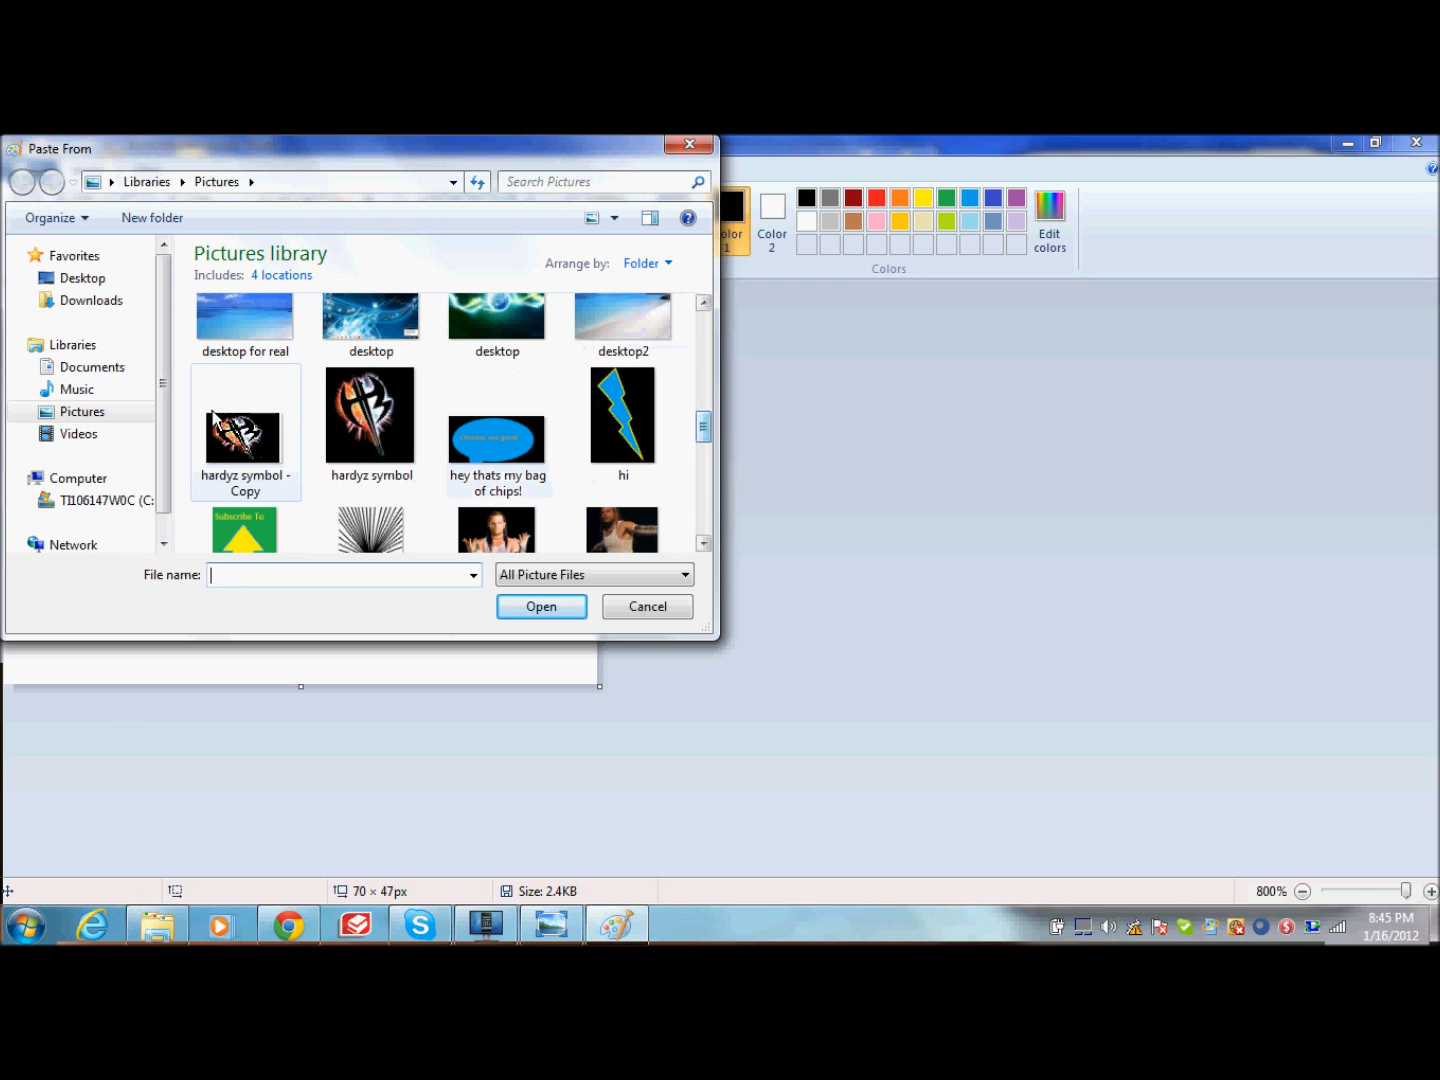 Paste From
Libraries Pictures
Search Pictures
Organize
New folder
Favorites
Desktop
Downloads
Libraries
Documents
Music
Pictures
Videos
Computer
TI106147W0C (C:
Network
Pictures library
Includes: 4 locations
Arrange by: Folder
desktop for real
desktop
desktop
desktop2
hardyz symbol -
Copy
hardyz symbol
hey thats my bag
of chips!
hi
Subscribe To
File name:
All Picture Files
Open
Cancel
olor
1
Color
2
Edit
colors
Colors
70 × 47px
Size: 2.4KB
800%
8:45 PM
1/16/2012